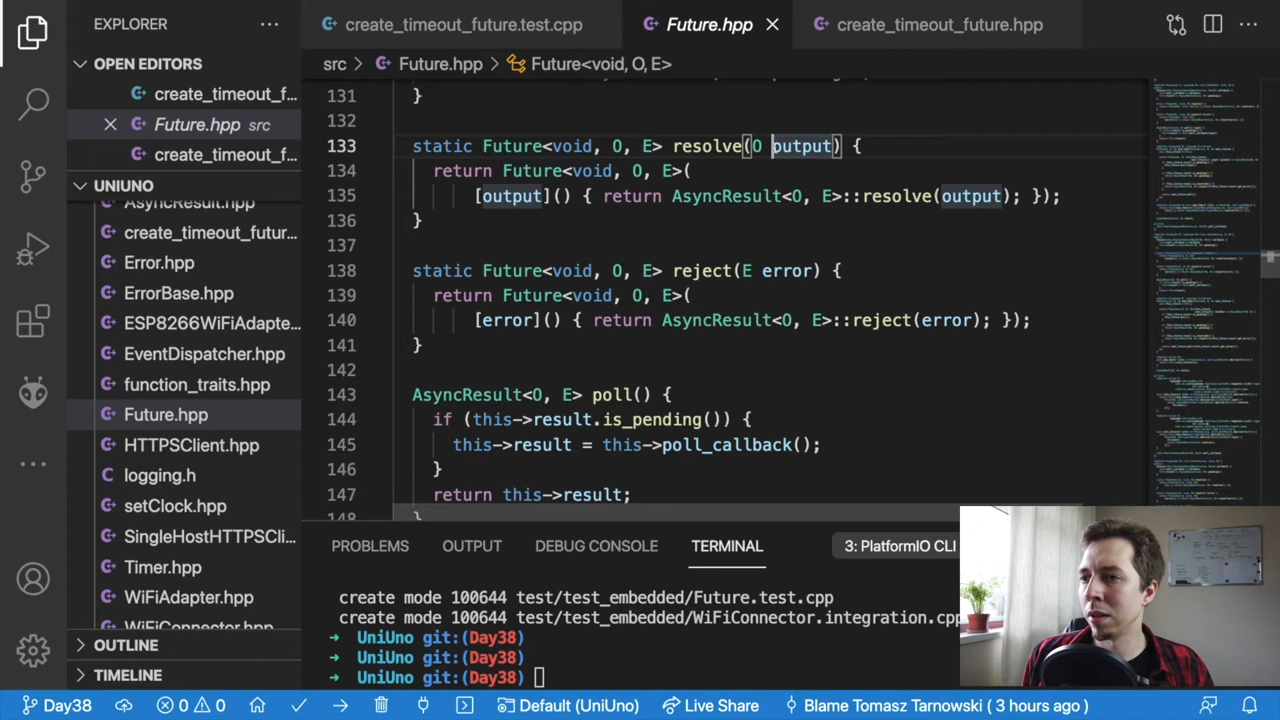 EXPLORER
OPEN EDITORS
create_timeout_f...
Future.hpp src
create_timeout_f...
UNIUNO
AsyncResult.hpp
create_timeout_futur...
Error.hpp
ErrorBase.hpp
ESP8266WiFiAdapte...
EventDispatcher.hpp
function_traits.hpp
Future.hpp
HTTPSClient.hpp
logging.h
setClock.hpp
SingleHostHTTPSCli...
Timer.hpp
WiFiAdapter.hpp
WiFiConnector.hpp
OUTLINE
TIMELINE
create_timeout_future.test.cpp
Future.hpp
create_timeout_future.hpp
src > Future.hpp > Future<void, O, E>
131 }
132
133 static Future<void, O, E> resolve(O output) {
134 return Future<void, O, E>(
135 [output]() { return AsyncResult<O, E>::resolve(output); });
136 }
137
138 static Future<void, O, E> reject(E error) {
139 return Future<void, O, E>(
140 [error]() { return AsyncResult<O, E>::reject(error); });
141 }
142
143 AsyncResult<O, E> poll() {
144 if (this->result.is_pending()) {
145 this->result = this->poll_callback();
146 }
147 return this->result;
148 }
PROBLEMS OUTPUT DEBUG CONSOLE TERMINAL 3: PlatformIO CLI
create mode 100644 test/test_embedded/Future.test.cpp
create mode 100644 test/test_embedded/WiFiConnector.integration.cpp
➜ UniUno git:(Day38)
➜ UniUno git:(Day38)
➜ UniUno git:(Day38)
Day38 0 0 Default (UniUno) Live Share Blame Tomasz Tarnowski ( 3 hours ago )